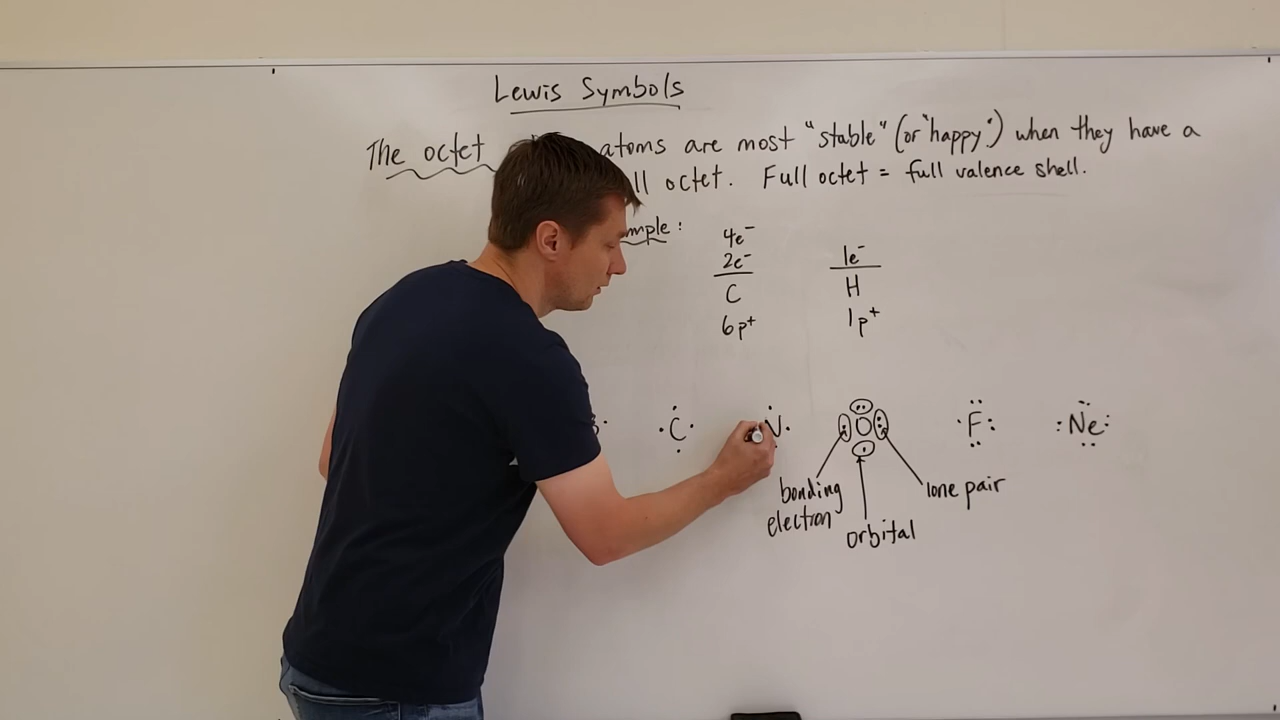 Lewis Symbols
The octet atoms are most "stable" (or "happy") when they have a
ll octet. Full octet = full valence shell.
mple :
4e⁻
2e⁻
C
6p⁺
1e⁻
H
1p⁺
C N O F Ne
bonding
electron
orbital
lone pair